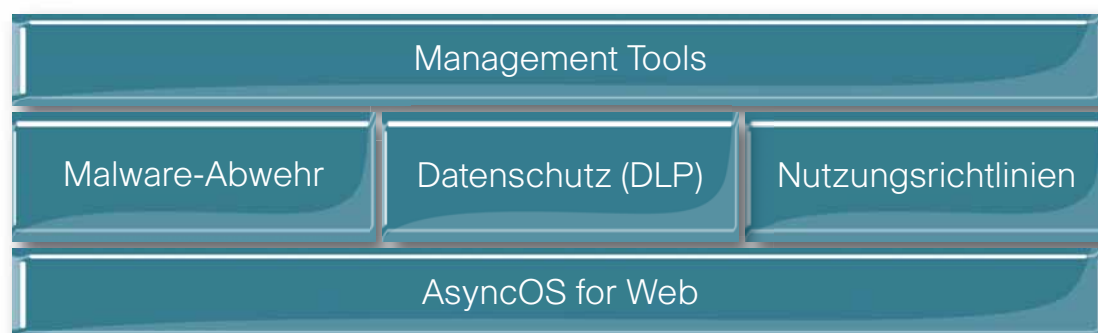 Management Tools
Malware-Abwehr
Datenschutz (DLP)
Nutzungsrichtlinien
AsyncOS for Web